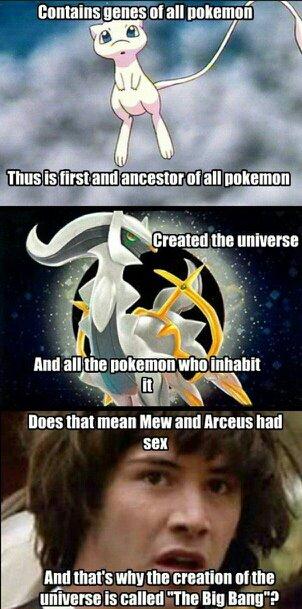 Contains genes of all pokemon
Thus is first and ancestor of all pokemon
Created the universe
And all the pokemon who inhabit
it
Does that mean Mew and Arceus had
sex
And that's why the creation of the
universe is called "The Big Bang"?